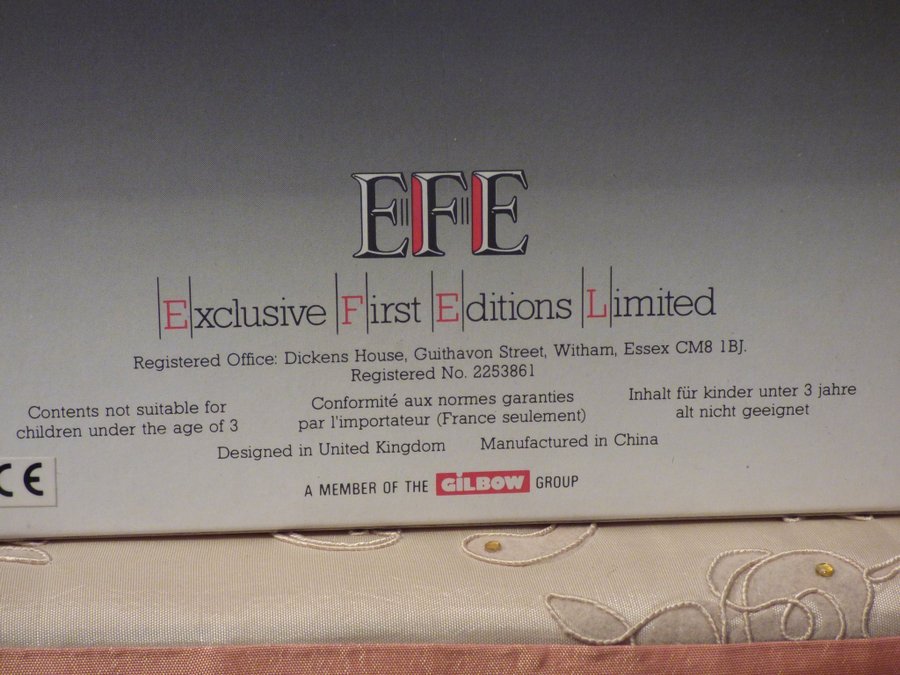 EFE
Exclusive First Editions Limited
Registered Office: Dickens House, Guithavon Street, Witham, Essex CM8 1BJ.
Registered No. 2253861
Contents not suitable for
children under the age of 3
Conformité aux normes garanties
par l'importateur (France seulement)
Inhalt für kinder unter 3 jahre
alt nicht geeignet
Designed in United Kingdom Manufactured in China
CE
A MEMBER OF THE GILBOW GROUP